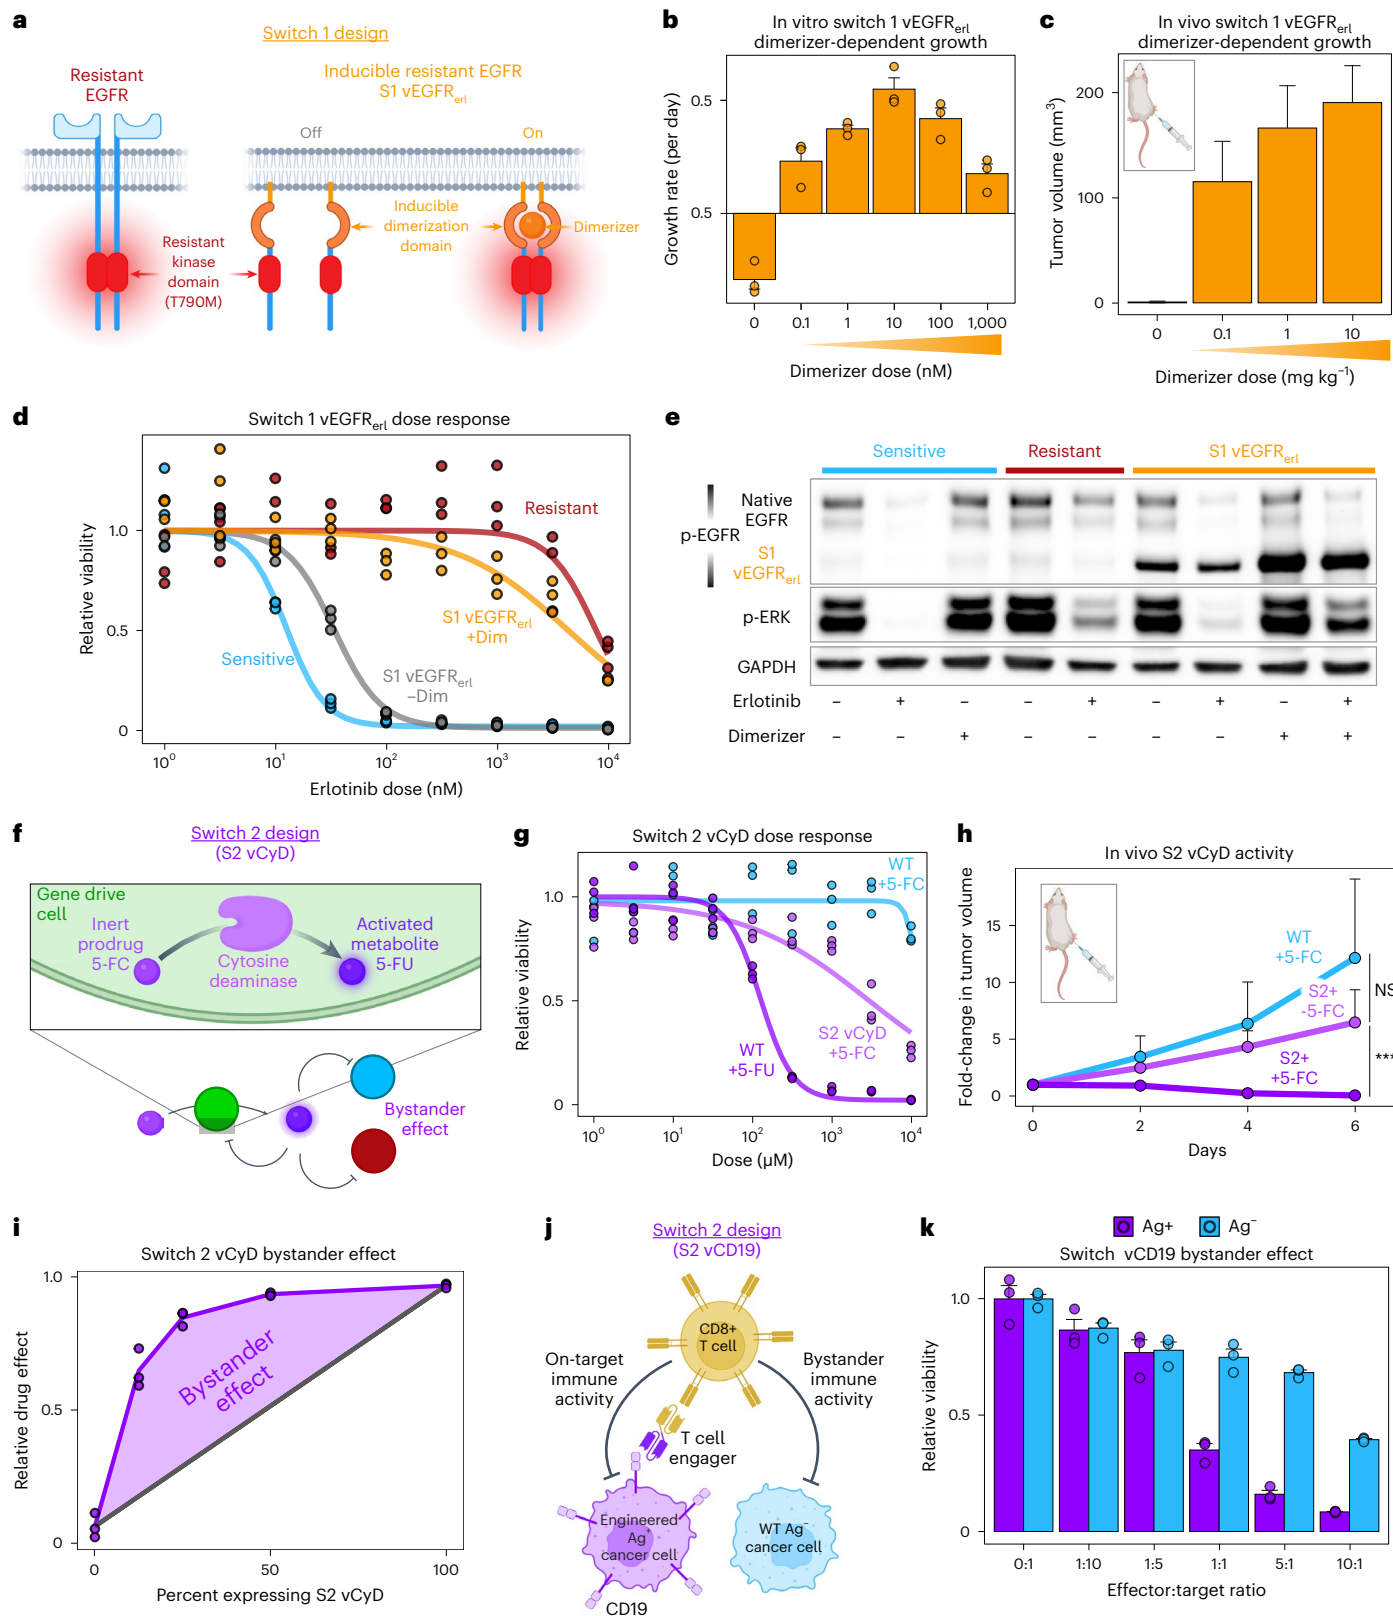 a
Switch 1 design
Resistant
EGFR
Inducible resistant EGFR
S1 vEGFRerl
Off
On
Inducible
dimerization
domain
Dimerizer
Resistant
kinase
domain
(T790M)
b
In vitro switch 1 vEGFRerl
dimerizer-dependent growth
Growth rate (per day)
0.5
0.5
0
0.1
1
10
100
1,000
Dimerizer dose (nM)
c
In vivo switch 1 vEGFRerl
dimerizer-dependent growth
Tumor volume (mm3)
200
100
0
0
0.1
1
10
Dimerizer dose (mg kg−1)
d
Switch 1 vEGFRerl dose response
Relative viability
1.0
0.5
0
Resistant
S1 vEGFRerl
+Dim
Sensitive
S1 vEGFRerl
−Dim
10⁰
10¹
10²
10³
10⁴
Erlotinib dose (nM)
e
Sensitive
Resistant
S1 vEGFRerl
Native
EGFR
p-EGFR
S1
vEGFRerl
p-ERK
GAPDH
Erlotinib − + − − + − + − +
Dimerizer − − + − − − − + +
f
Switch 2 design
(S2 vCyD)
Gene drive
cell
Inert
prodrug
5-FC
Cytosine
deaminase
Activated
metabolite
5-FU
Bystander
effect
g
Switch 2 vCyD dose response
Relative viability
1.0
0.5
0
WT
+5-FC
S2 vCyD
+5-FC
WT
+5-FU
10⁰
10¹
10²
10³
10⁴
Dose (µM)
h
In vivo S2 vCyD activity
Fold-change in tumor volume
15
10
5
0
WT
+5-FC
S2+
-5-FC
S2+
+5-FC
NS
***
0
2
4
6
Days
i
Switch 2 vCyD bystander effect
Relative drug effect
1.0
0.5
0
Bystander
effect
0
50
100
Percent expressing S2 vCyD
j
Switch 2 design
(S2 vCD19)
CD8+
T cell
On-target
immune
activity
Bystander
immune
activity
T cell
engager
Engineered
Ag+
cancer cell
WT Ag−
cancer cell
CD19
k
Ag+
Ag−
Switch vCD19 bystander effect
Relative viability
1.0
0.5
0
0:1
1:10
1:5
1:1
5:1
10:1
Effector:target ratio